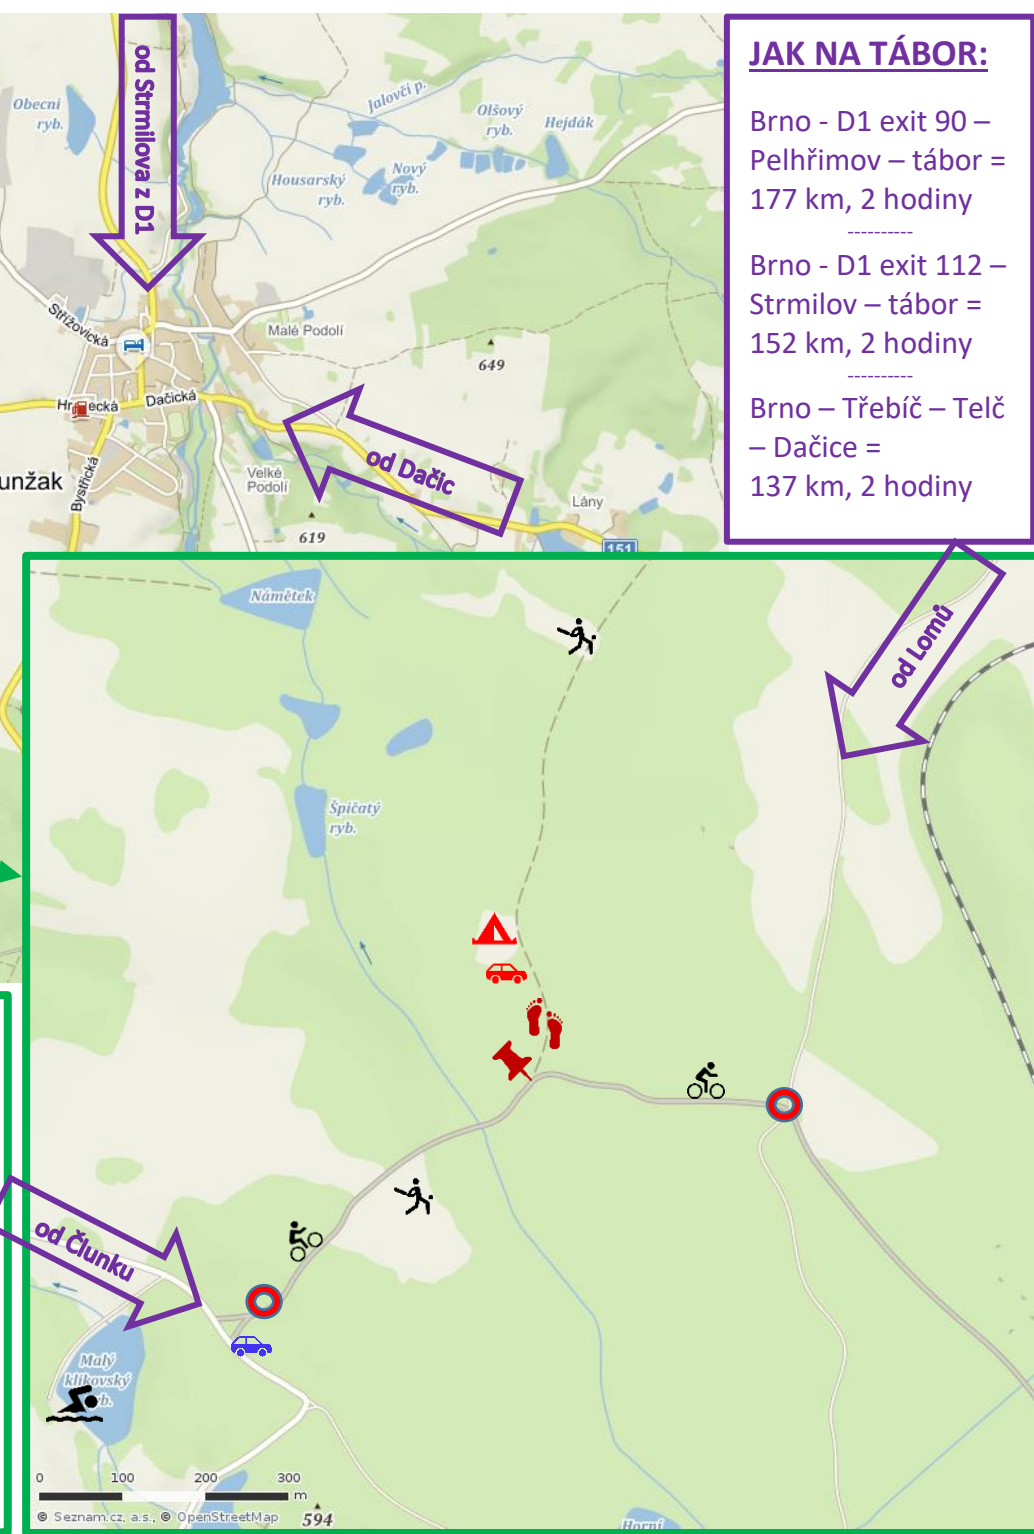 JAK NA TÁBOR:
Brno - D1 exit 90 –
Pelhřimov – tábor =
177 km, 2 hodiny
----------
Brno - D1 exit 112 –
Strmilov – tábor =
152 km, 2 hodiny
----------
Brno – Třebíč – Telč
– Dačice =
137 km, 2 hodiny
od Strmilova z D1
Obecní
ryb.
Jalovčí p.
Olšový
ryb.
Hejdák
Nový
ryb.
Housarský
ryb.
Střížovická
Malé Podolí
649
Dačická
od Dačic
unžak
Bystřická
Velké
Podolí
619
Lány
151
Námětek
od Lomů
Špičatý
ryb.
od Člunku
Malý
klikovský
0 100 200 300
m
© Seznam.cz, a.s., © OpenStreetMap
594
Horní